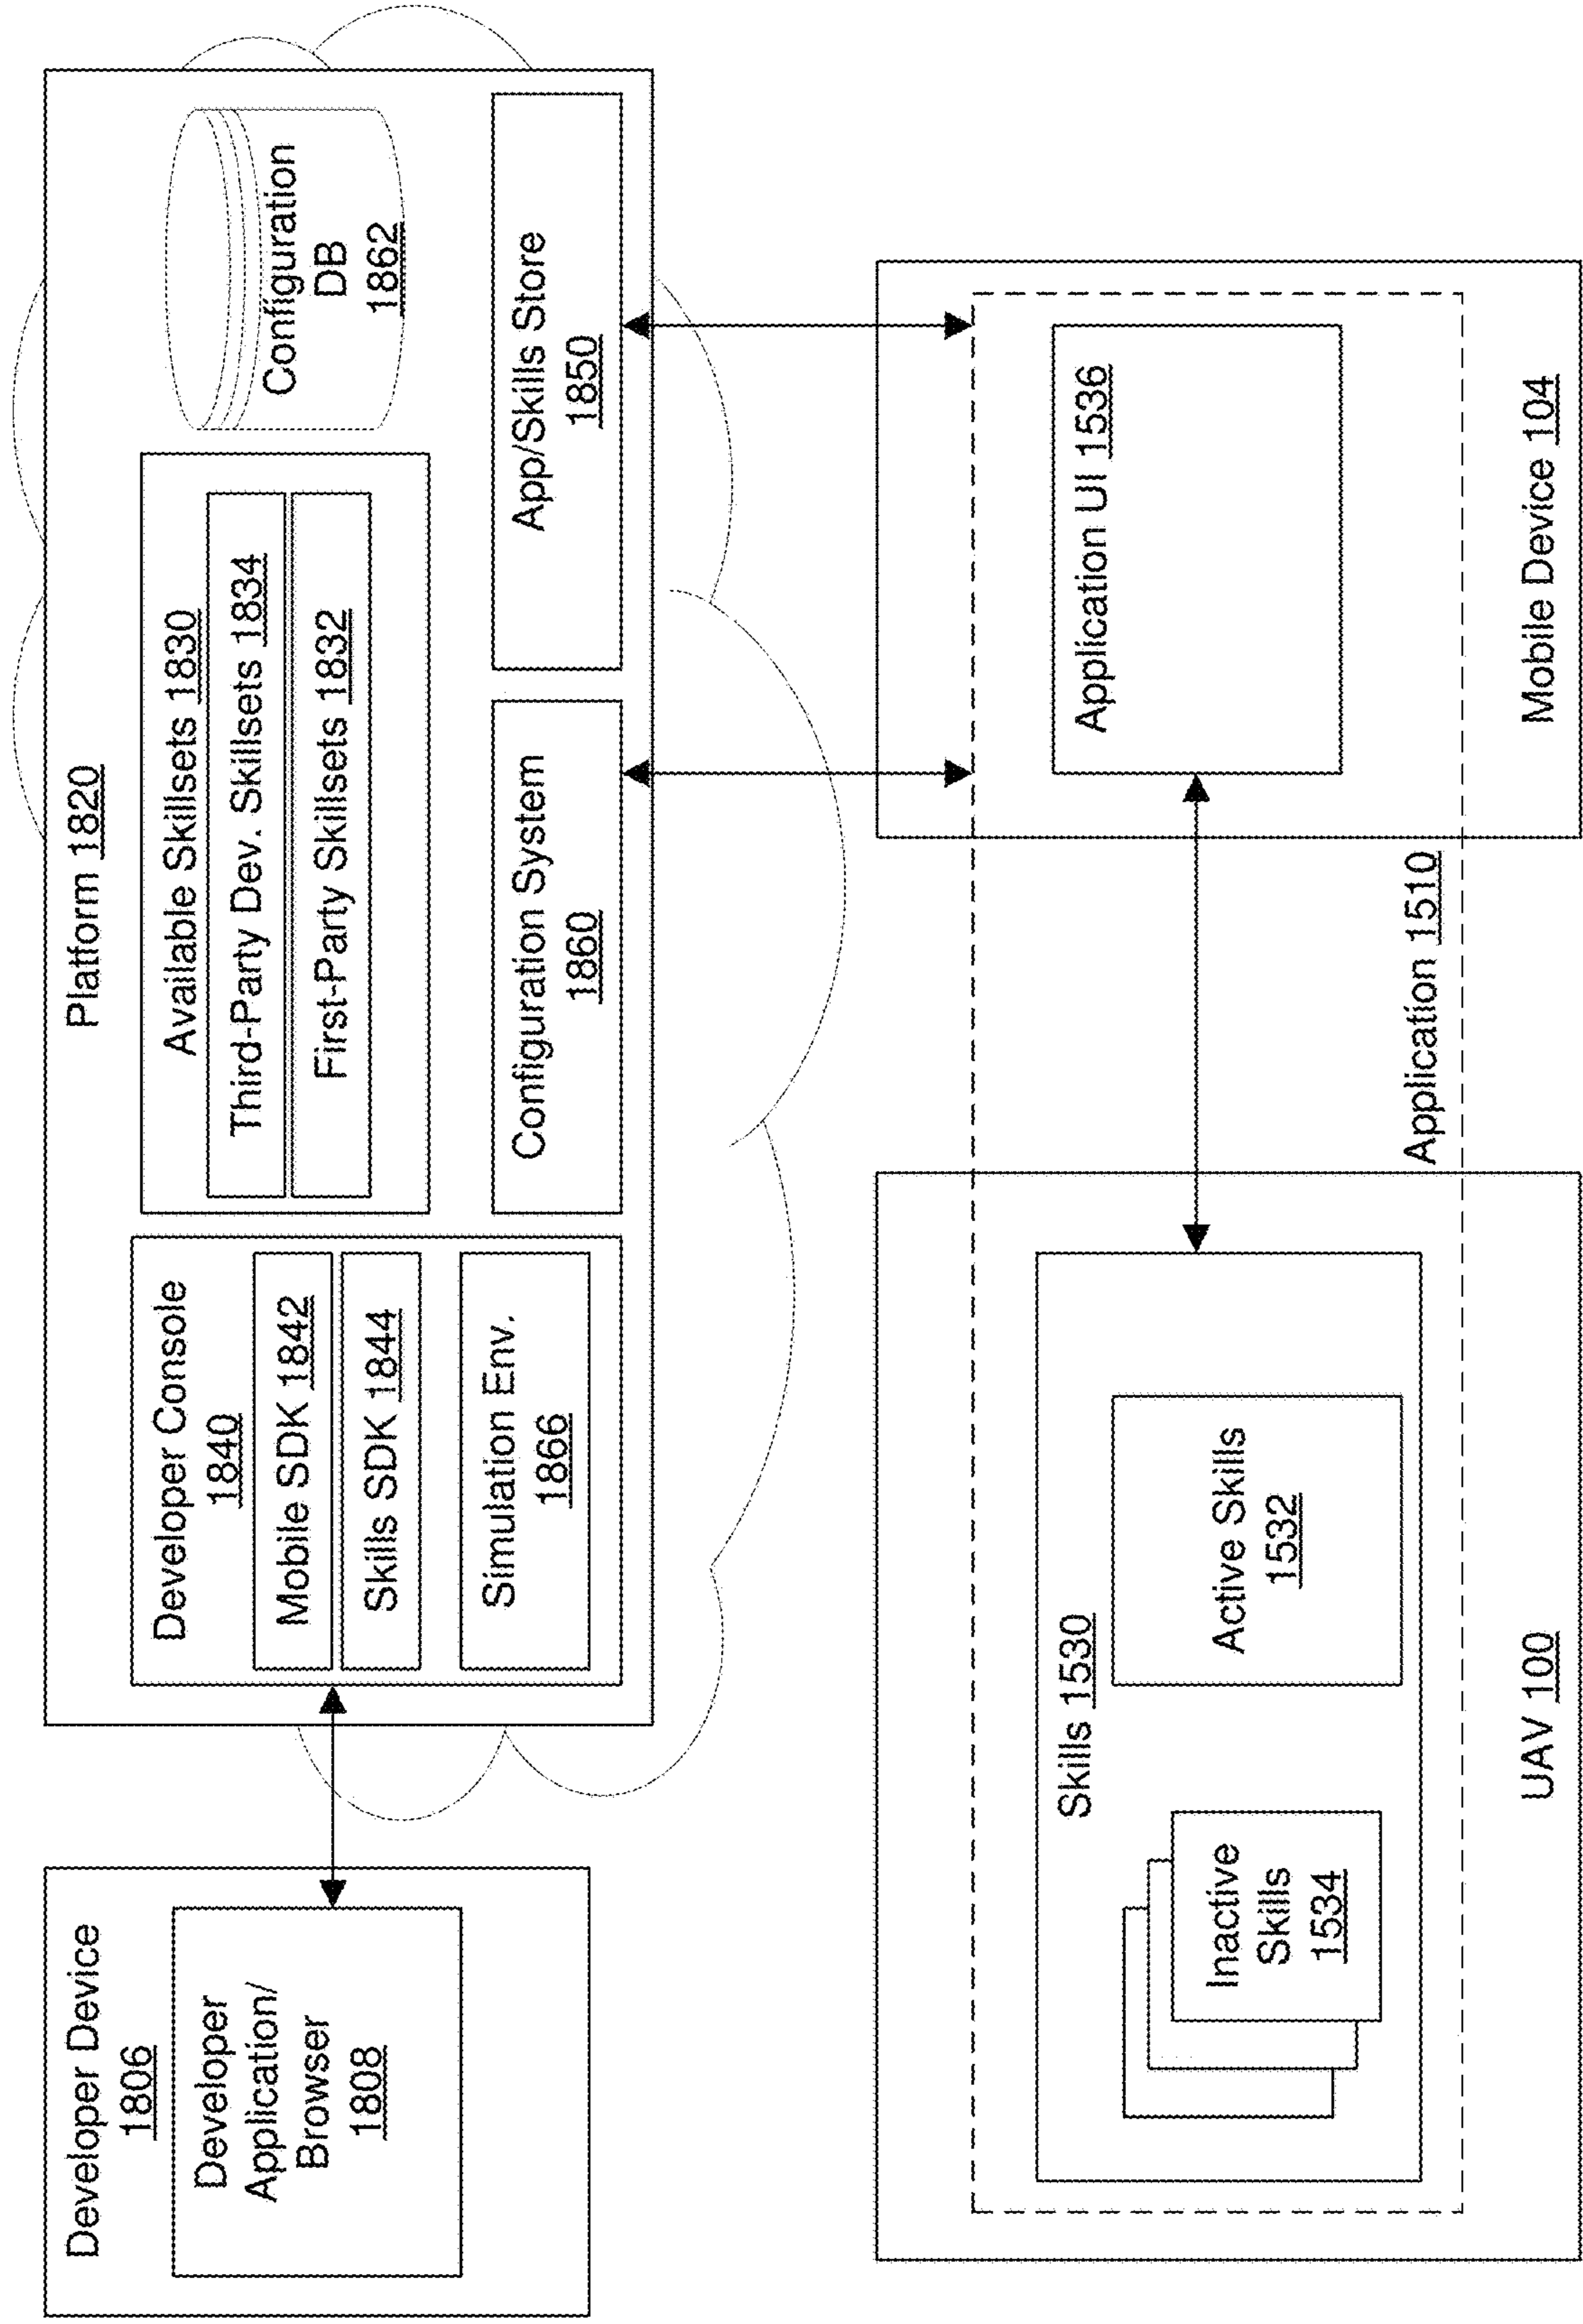 Developer Device
1806
Developer
Application/
Browser
1808
Platform 1820
Developer Console
1840
Mobile SDK 1842
Skills SDK 1844
Simulation Env.
1866
Available Skillsets 1830
Third-Party Dev. Skillsets 1834
First-Party Skillsets 1832
Configuration
DB
1862
Configuration System
1860
App/Skills Store
1850
Skills 1530
Inactive
Skills
1534
Active Skills
1532
UAV 100
Application 1510
Application UI 1536
Mobile Device 104